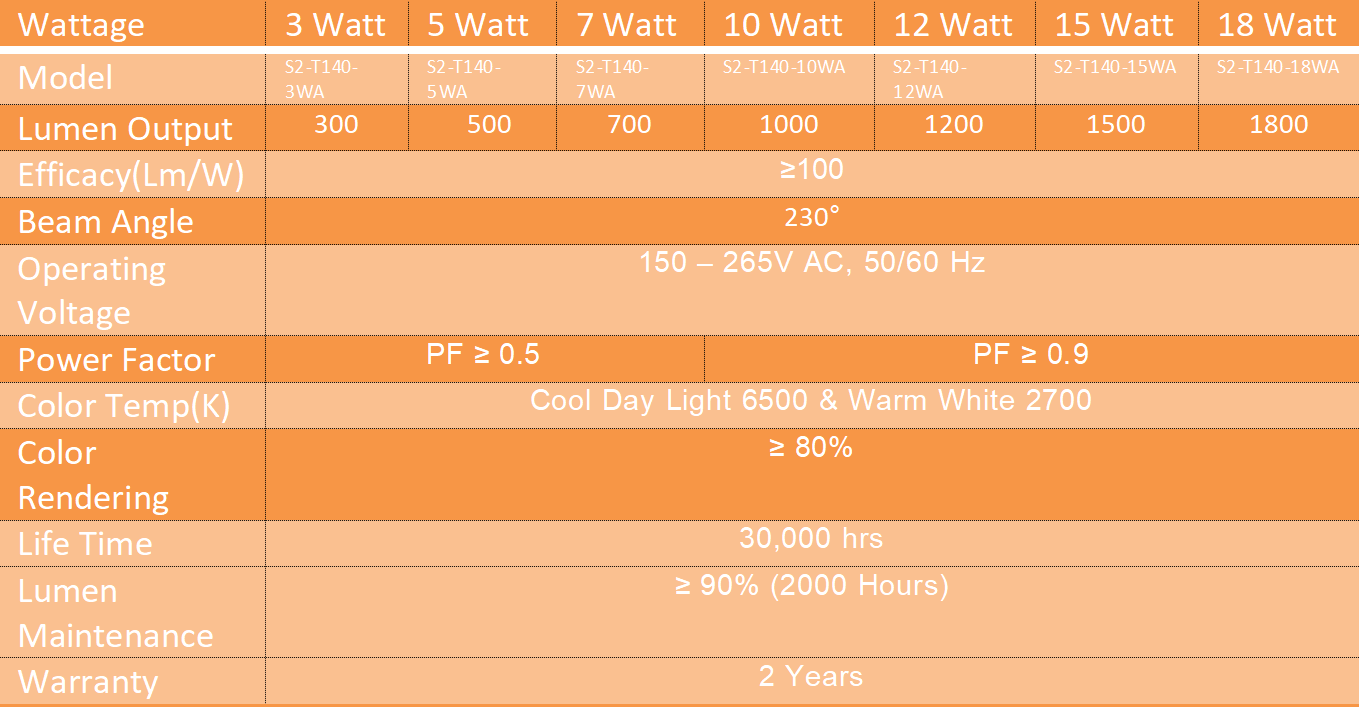 Wattage 3 Watt 5 Watt 7 Watt 10 Watt 12 Watt 15 Watt 18 Watt
Model S2-T140-3WA S2-T140-5WA S2-T140-7WA S2-T140-10WA S2-T140-12WA S2-T140-15WA S2-T140-18WA
Lumen Output 300 500 700 1000 1200 1500 1800
Efficacy(Lm/W) ≥100
Beam Angle 230°
Operating Voltage 150 – 265V AC, 50/60 Hz
Power Factor PF ≥ 0.5 PF ≥ 0.9
Color Temp(K) Cool Day Light 6500 & Warm White 2700
Color Rendering ≥ 80%
Life Time 30,000 hrs
Lumen Maintenance ≥ 90% (2000 Hours)
Warranty 2 Years